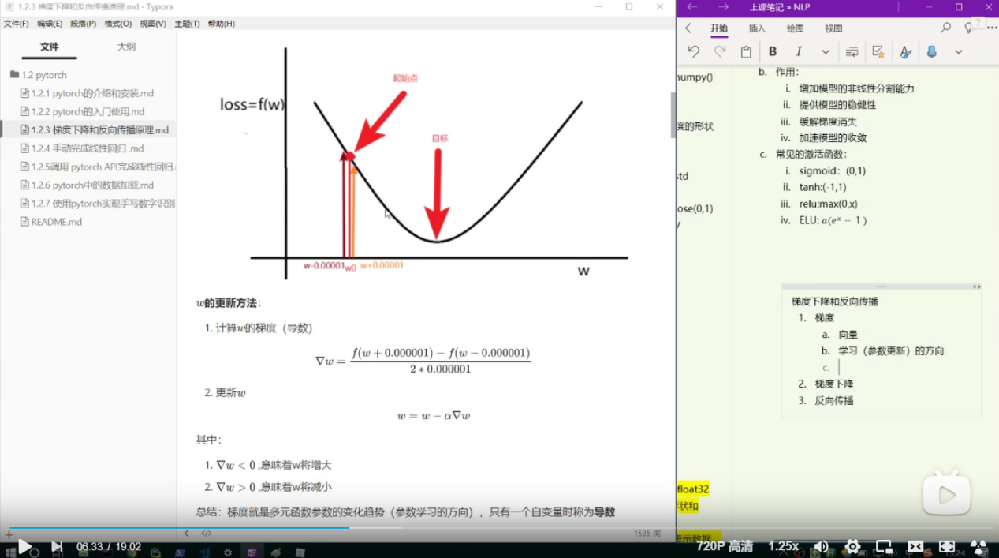 1.2.3 梯度下降和反向传播原理.md - Typora
文件(F) 编辑(E) 段落(P) 格式(O) 视图(V) 主题(T) 帮助(H)
文件 大纲
1.2 pytorch
1.2.1 pytorch的介绍和安装.md
1.2.2 pytorch的入门使用.md
1.2.3 梯度下降和反向传播原理.md
1.2.4 手动完成线性回归 .md
1.2.5调用 pytorch API完成线性回归.
1.2.6 pytorch中的数据加载.md
1.2.7 使用pytorch实现手写数字识别
README.md
loss=f(w)
起始点
目标
w-0.00001 w0 w+0.00001
w
w的更新方法:
1. 计算w的梯度（导数）
∇w = f(w + 0.000001) − f(w − 0.000001) / 2 ∗ 0.000001
2. 更新w
w = w − α∇w
其中:
1. ∇w < 0 ,意味着w将增大
2. ∇w > 0 ,意味着w将减小
总结：梯度就是多元函数参数的变化趋势（参数学习的方向），只有一个自变量时称为导数
</> 1535 词
上课笔记 » NLP
开始 插入 绘图 视图
B I
numpy()
度的形状
std
ose(0,1)
float32
形状和
表示数据
b. 作用:
i. 增加模型的非线性分割能力
ii. 提供模型的稳健性
iii. 缓解梯度消失
iv. 加速模型的收敛
c. 常见的激活函数:
i. sigmoid：(0,1)
ii. tanh:(-1,1)
iii. relu:max(0,x)
iv. ELU: a(eˣ − 1)
梯度下降和反向传播
1. 梯度
a. 向量
b. 学习（参数更新）的方向
c.
2. 梯度下降
3. 反向传播
06:33 / 19:02
720P 高清 1.25x